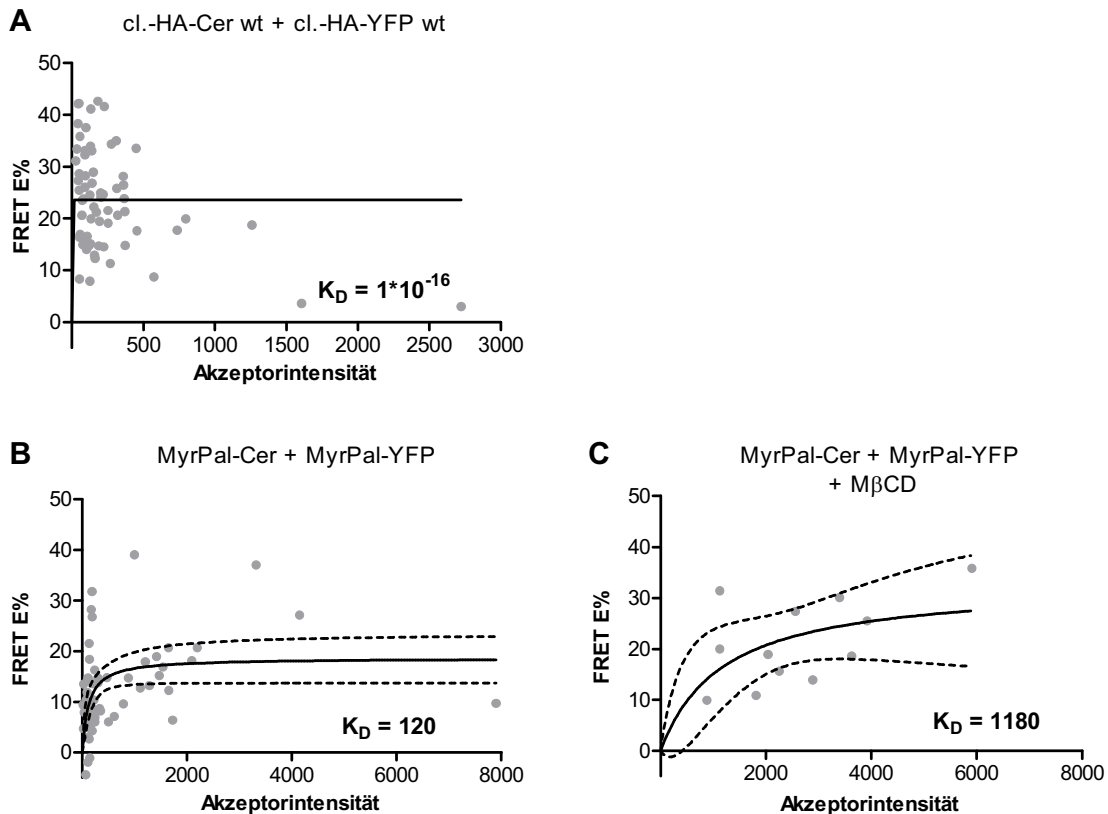 A
cl.-HA-Cer wt + cl.-HA-YFP wt
50
40
30
20
10
0
FRET E%
K_D = 1*10^-16
500 1000 1500 2000 2500 3000
Akzeptorintensität
B
MyrPal-Cer + MyrPal-YFP
50
40
30
20
10
0
FRET E%
K_D = 120
2000 4000 6000 8000
Akzeptorintensität
C
MyrPal-Cer + MyrPal-YFP
+ MβCD
50
40
30
20
10
0
FRET E%
K_D = 1180
2000 4000 6000 8000
Akzeptorintensität